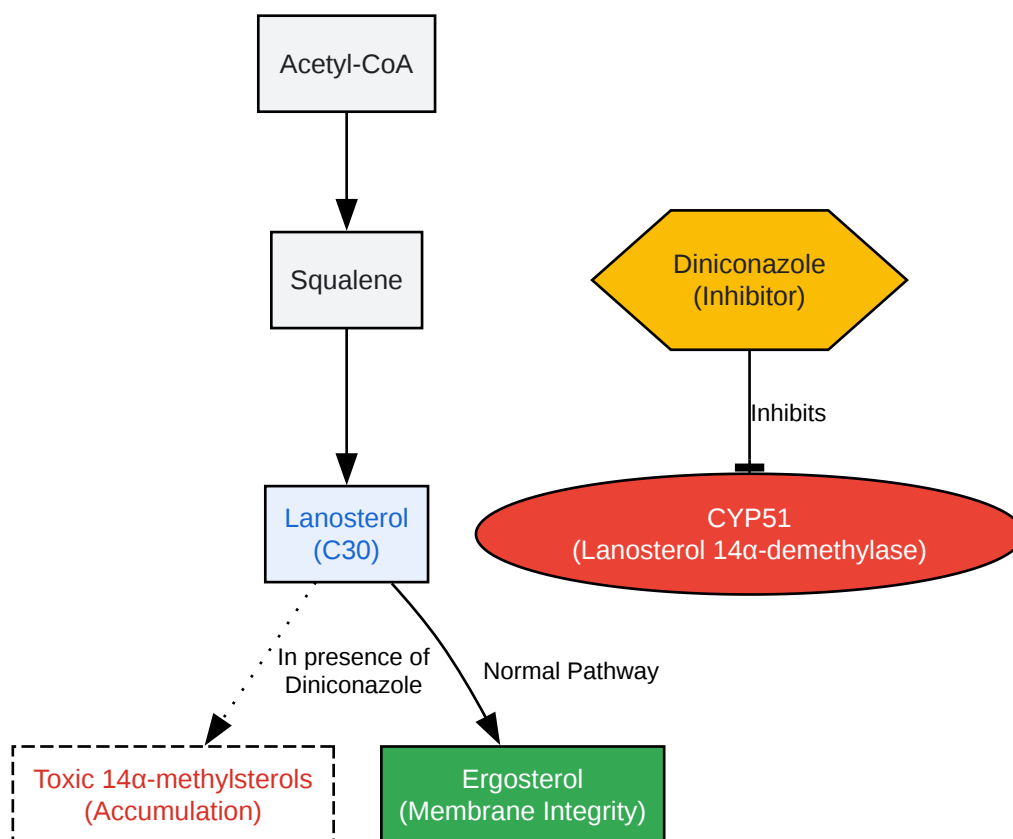 Acetyl-CoA
Squalene
Diniconazole
(Inhibitor)
Inhibits
Lanosterol
(C30)
CYP51
(Lanosterol 14α-demethylase)
In presence of
Diniconazole
Normal Pathway
Toxic 14α-methylsterols
(Accumulation)
Ergosterol
(Membrane Integrity)